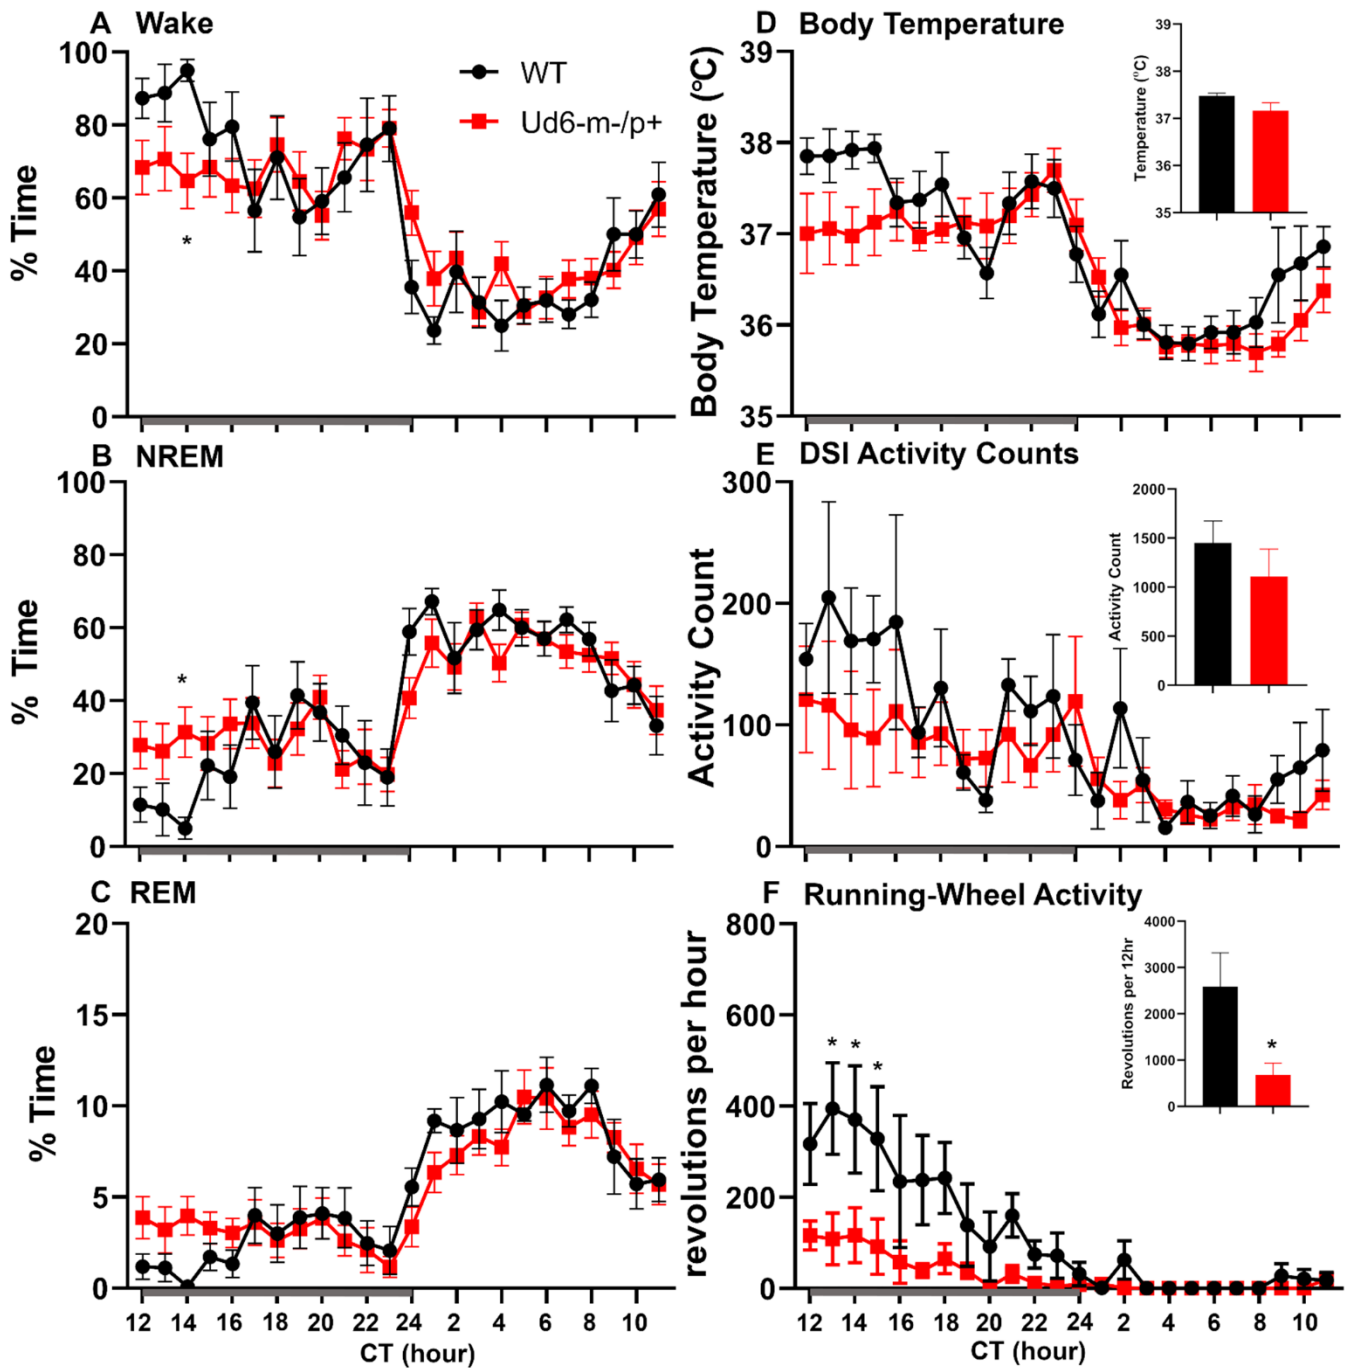 A Wake
100
80
60
40
20
0
% Time
WT
Ud6-m-/p+
*
B NREM
100
80
60
40
20
0
% Time
*
C REM
20
15
10
5
0
% Time
12 14 16 18 20 22 24 2 4 6 8 10
CT (hour)
D Body Temperature
39
38
37
36
35
Body Temperature (°C)
39
38
37
36
35
Temperature (°C)
E DSI Activity Counts
300
200
100
0
Activity Count
2000
1500
1000
500
0
Activity Count
F Running-Wheel Activity
800
600
400
200
0
revolutions per hour
* * *
4000
3000
2000
1000
0
Revolutions per 12hr
*
12 14 16 18 20 22 24 2 4 6 8 10
CT (hour)